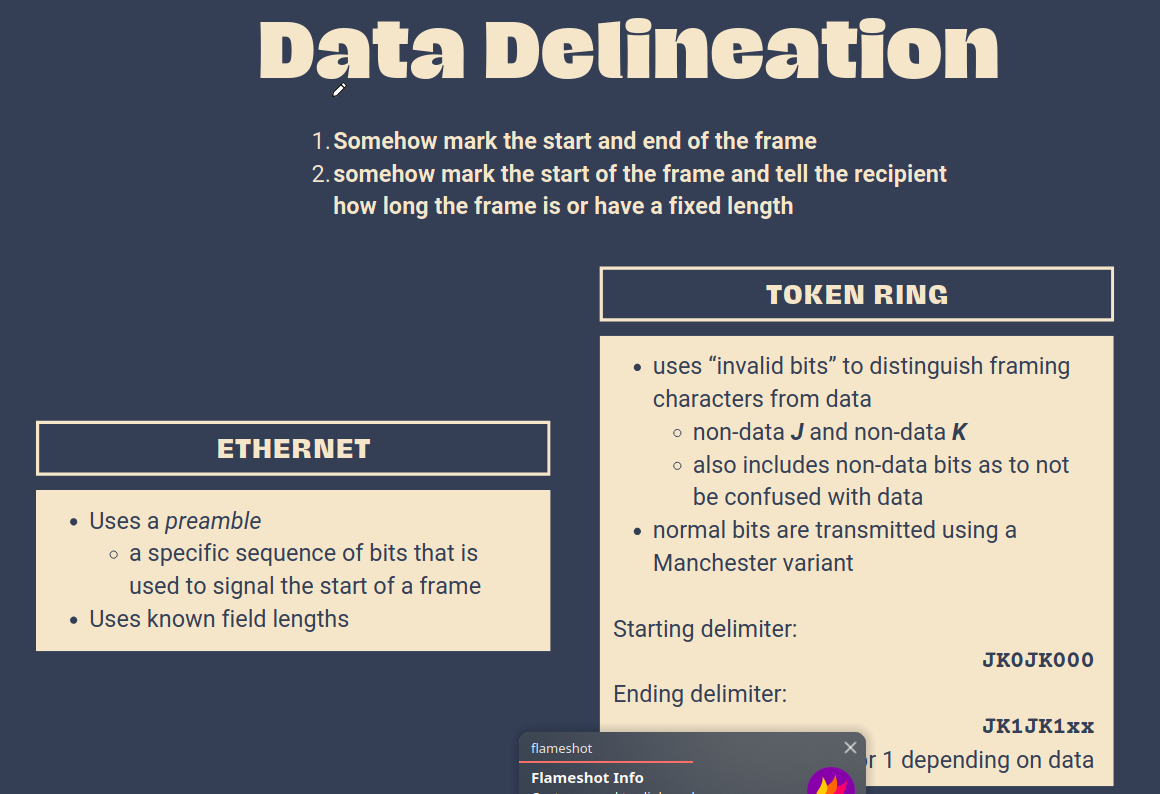 Data Delineation
1. Somehow mark the start and end of the frame
2. somehow mark the start of the frame and tell the recipient
how long the frame is or have a fixed length
ETHERNET
• Uses a preamble
○ a specific sequence of bits that is
used to signal the start of a frame
• Uses known field lengths
TOKEN RING
• uses “invalid bits” to distinguish framing
characters from data
○ non-data J and non-data K
○ also includes non-data bits as to not
be confused with data
• normal bits are transmitted using a
Manchester variant
Starting delimiter:
JK0JK000
Ending delimiter:
JK1JK1xx
1 depending on data
flameshot
Flameshot Info